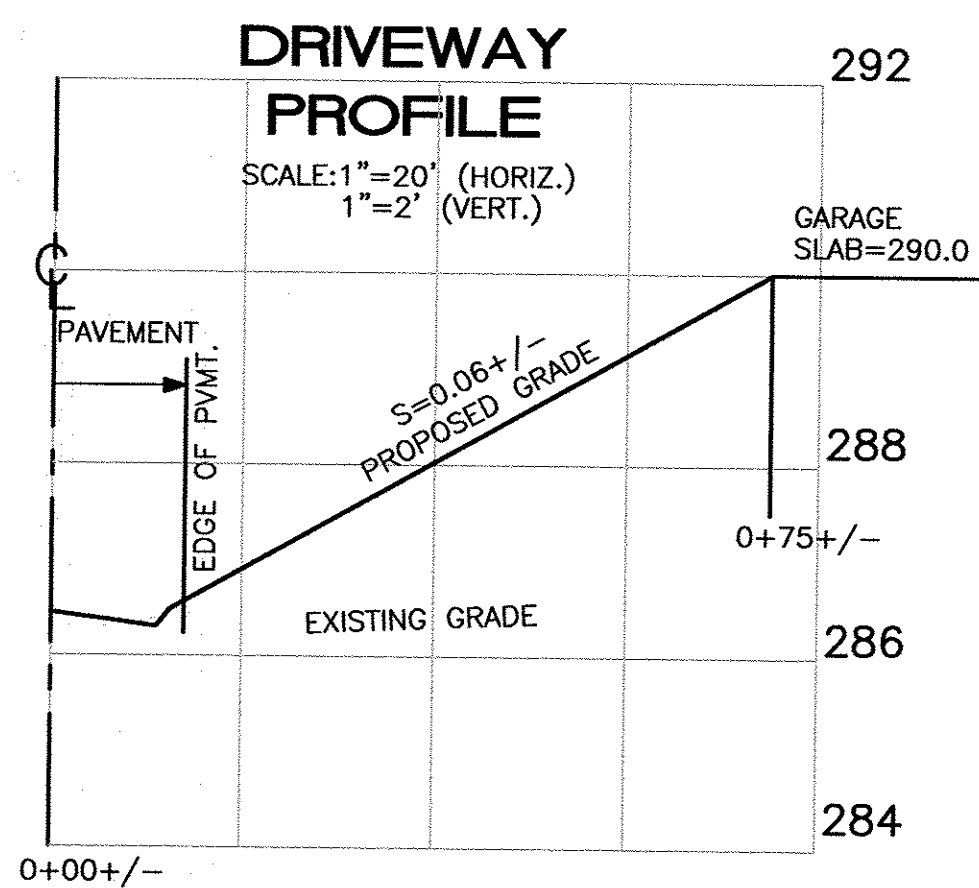 DRIVEWAY
PROFILE
292
SCALE:1"=20' (HORIZ.)
1"=2' (VERT.)
GARAGE
SLAB=290.0
CL
PAVEMENT
EDGE OF PVMT.
S=0.06+/-
PROPOSED GRADE
288
0+75+/-
EXISTING GRADE
286
284
0+00+/-